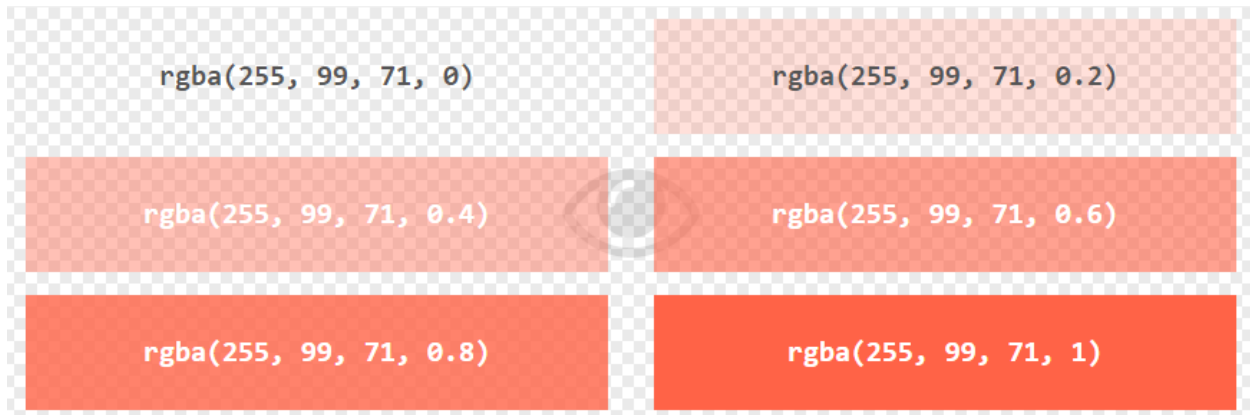 rgba(255, 99, 71, 0)
rgba(255, 99, 71, 0.2)
rgba(255, 99, 71, 0.4)
rgba(255, 99, 71, 0.6)
rgba(255, 99, 71, 0.8)
rgba(255, 99, 71, 1)